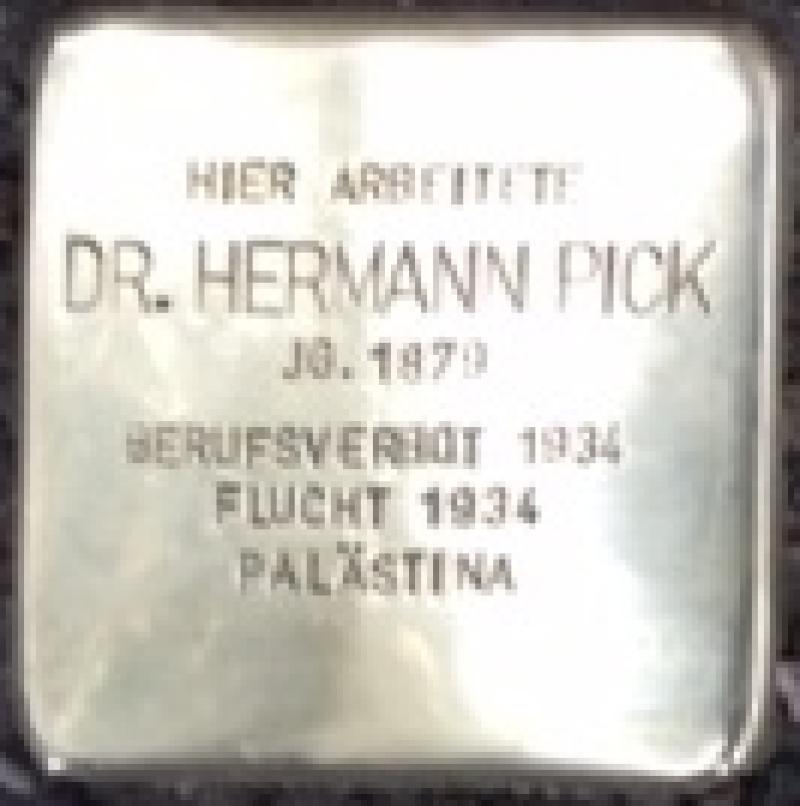 HIER ARBEITETE
DR. HERMANN PICK
JG. 1879
BERUFSVERBOT 1934
FLUCHT 1934
PALÄSTINA